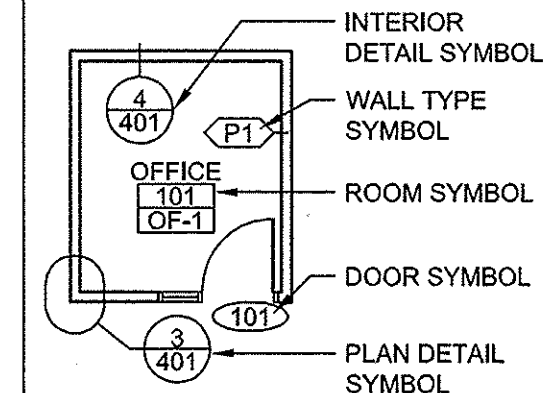 INTERIOR
DETAIL SYMBOL
4
401
WALL TYPE
SYMBOL
P1
OFFICE
101
OF-1
ROOM SYMBOL
DOOR SYMBOL
101
3
401
PLAN DETAIL
SYMBOL